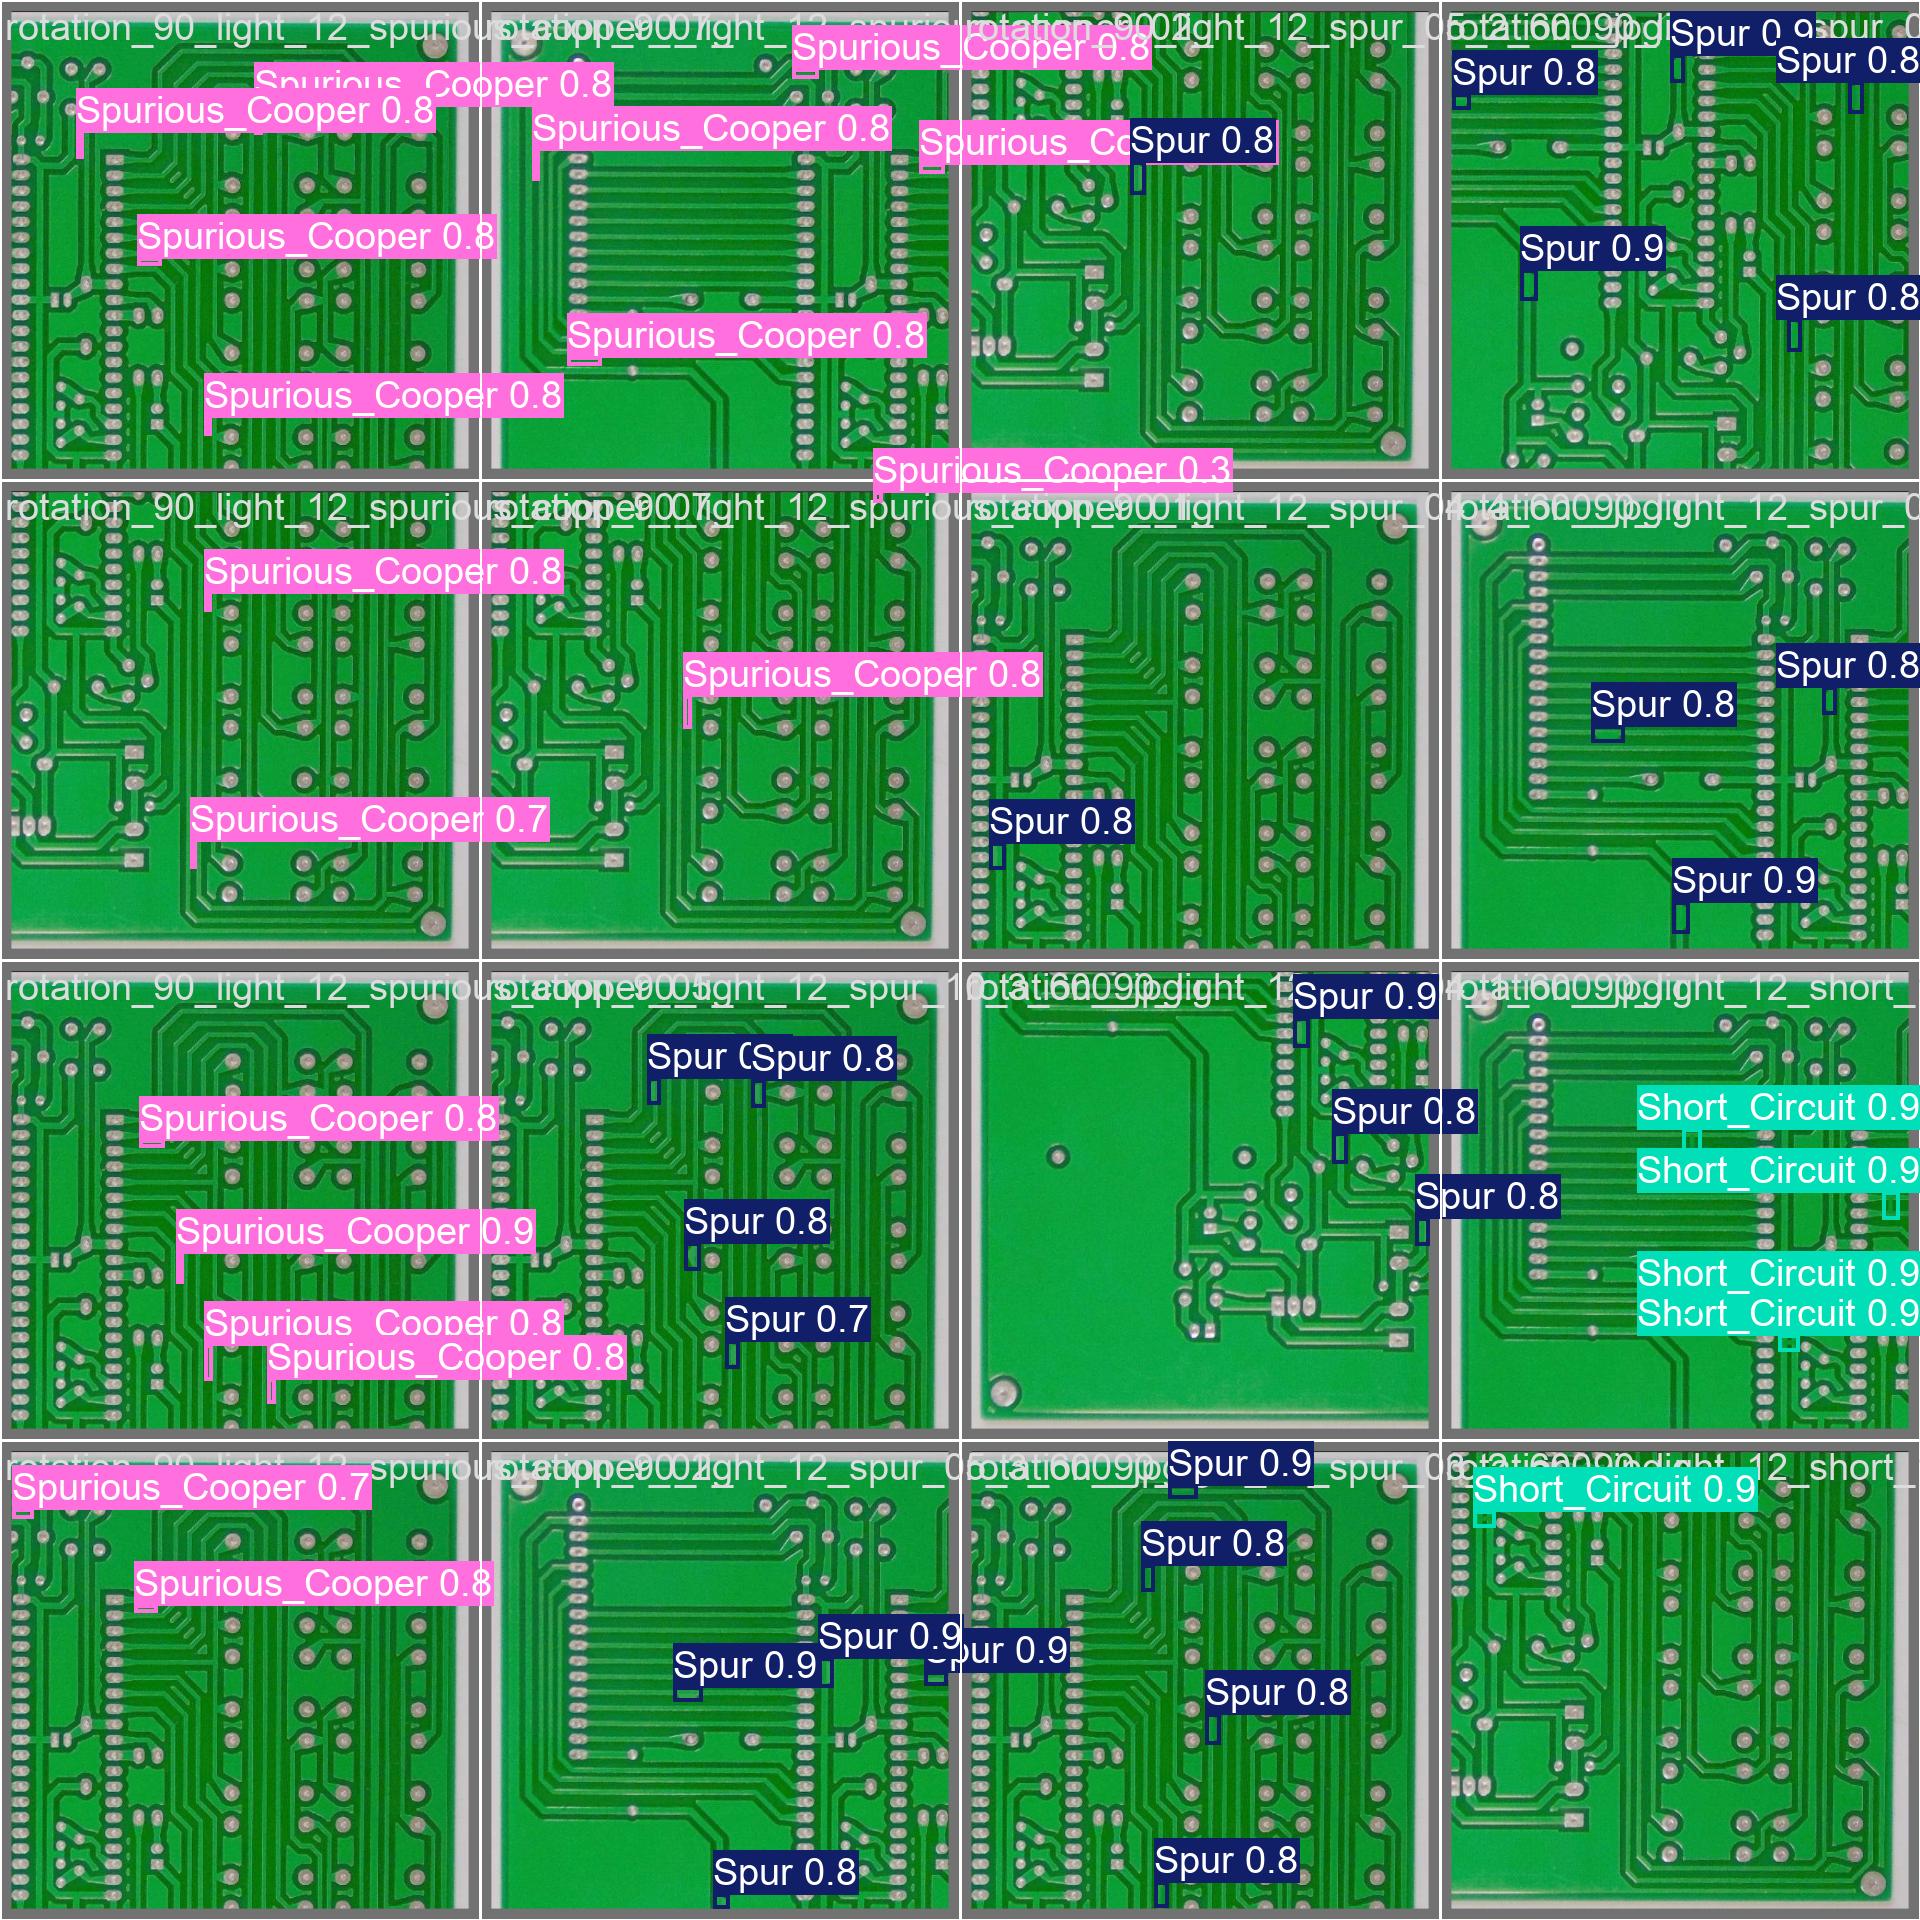 rotation_90_light_12_spurious_copper_07
Spurious_Cooper 0.8
Spurious_Cooper 0.8
Spurious_Cooper 0.8
Spurious_Cooper 0.8
Spurious_Cooper 0.8
Spurious_Cooper 0.8
Spurious_Cooper 0.8
rotation_90_light_12_spur_05
Spur 0.8
Spur 0.9
Spur 0.8
Spur 0.8
Spur 0.9
Spur 0.8
Spurious_Cooper 0.3
rotation_90_light_12_spurious_copper_07
Spurious_Cooper 0.8
Spurious_Cooper 0.7
Spurious_Cooper 0.8
rotation_90_light_12_spur_04
Spur 0.8
Spur 0.8
Spur 0.8
Spur 0.9
rotation_90_light_12_spurious_copper_05
Spurious_Cooper 0.8
Spurious_Cooper 0.9
Spurious_Cooper 0.8
Spurious_Cooper 0.8
Spur
Spur 0.8
Spur 0.8
Spur 0.7
Spur 0.9
Spur 0.8
Spur 0.8
light_12_short_
Short_Circuit 0.9
Short_Circuit 0.9
Short_Circuit 0.9
Short_Circuit 0.9
Spurious_Cooper 0.7
Spurious_Cooper 0.8
Spur 0.9
Spur 0.9
Spur 0.9
Spur 0.8
Spur 0.9
Spur 0.8
Spur 0.8
Spur 0.8
12_short_
Short_Circuit 0.9